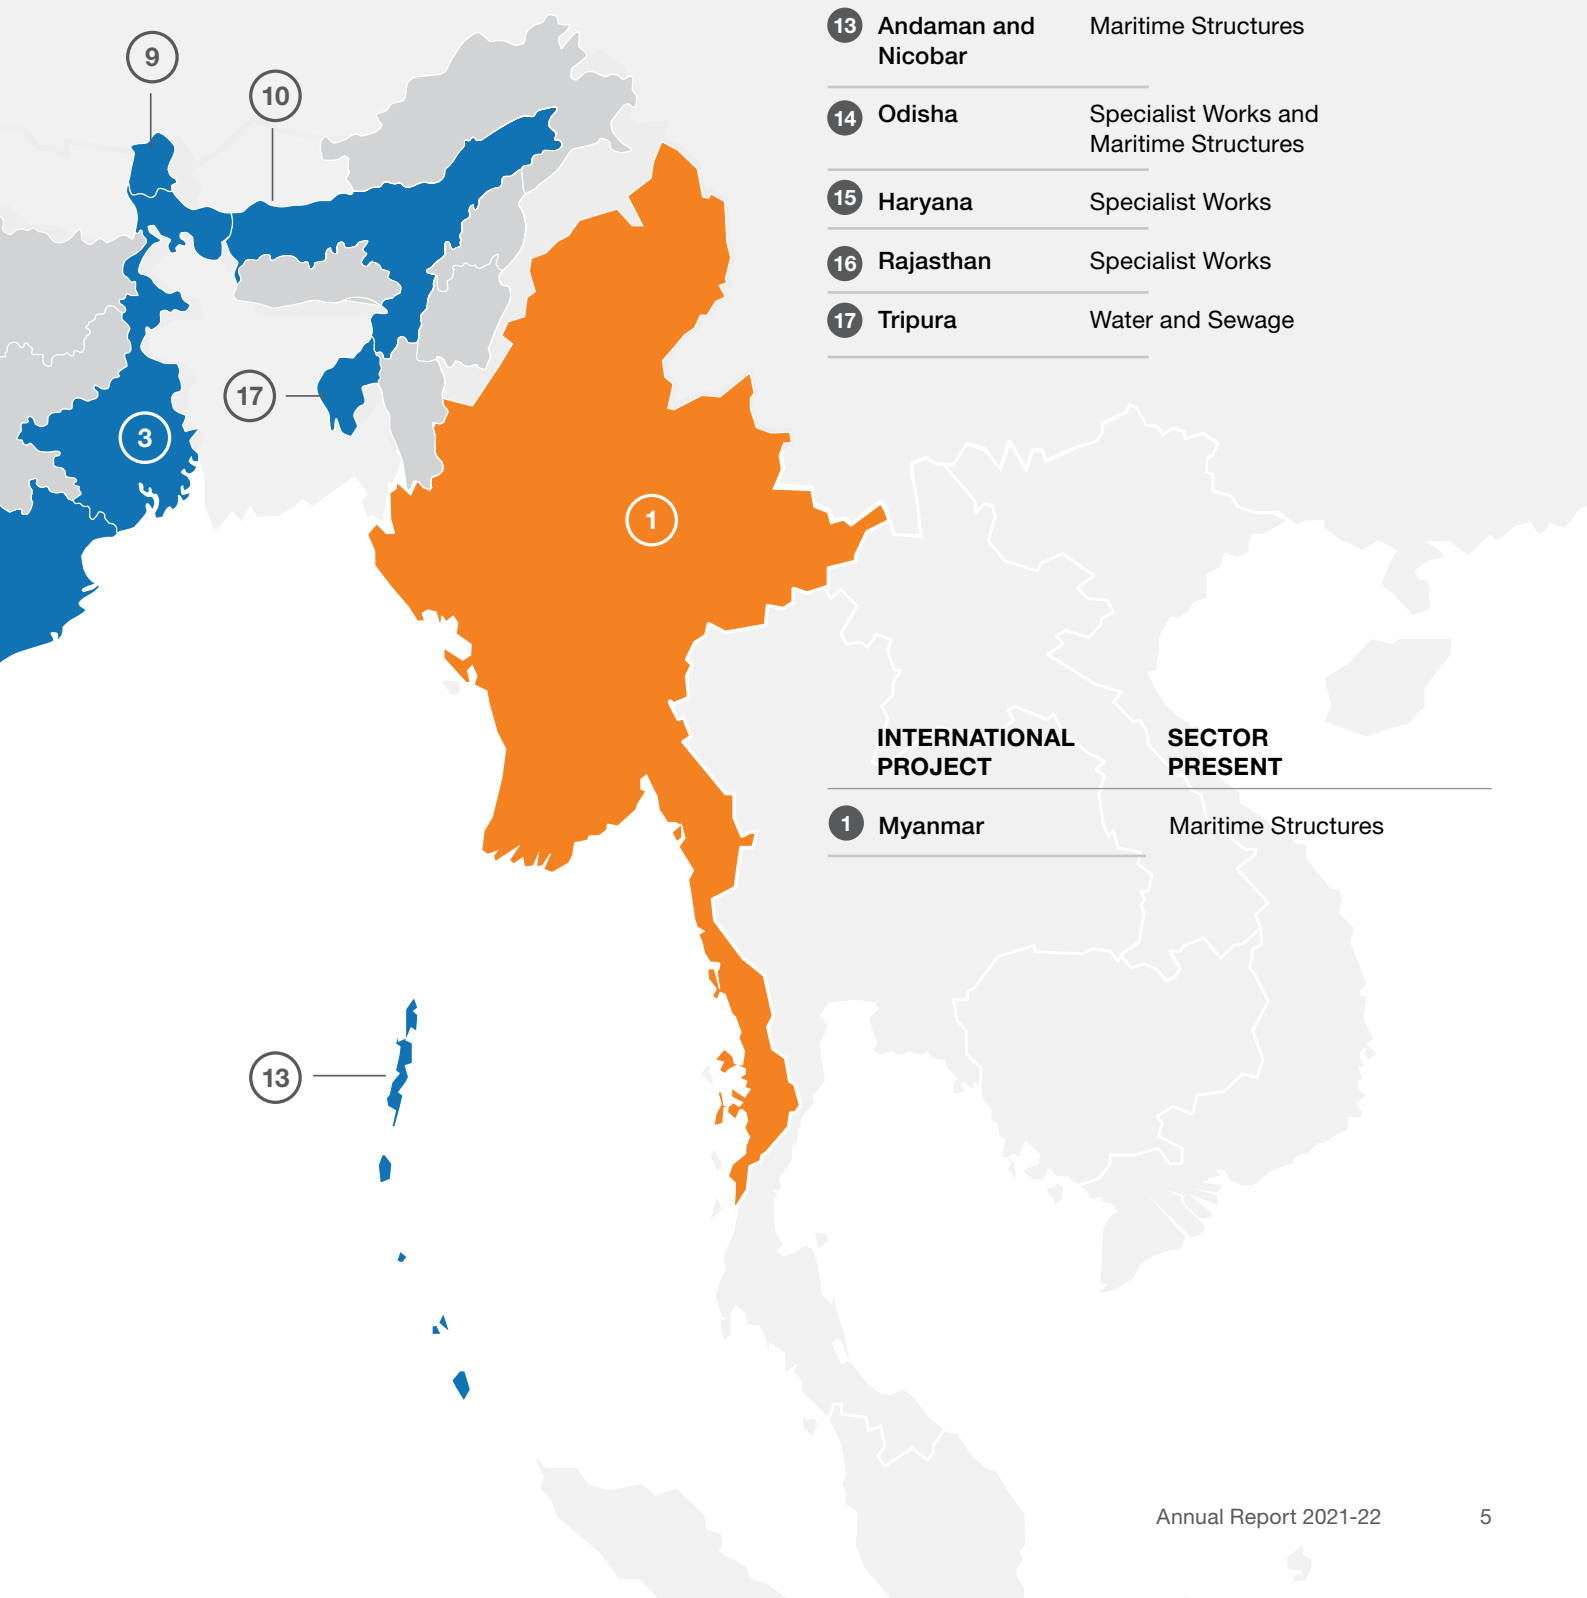 13 Andaman and Maritime Structures
Nicobar
14 Odisha Specialist Works and
Maritime Structures
15 Haryana Specialist Works
16 Rajasthan Specialist Works
17 Tripura Water and Sewage
9
10
17
3
1
INTERNATIONAL SECTOR
PROJECT PRESENT
1 Myanmar Maritime Structures
13
Annual Report 2021-22 5